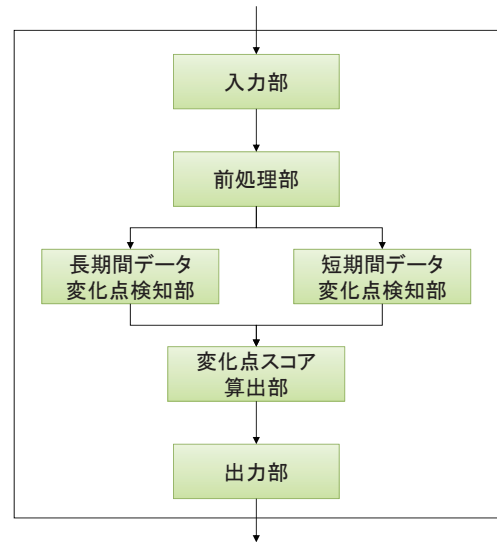 入力部
前処理部
長期間データ
変化点検知部
短期間データ
変化点検知部
変化点スコア
算出部
出力部